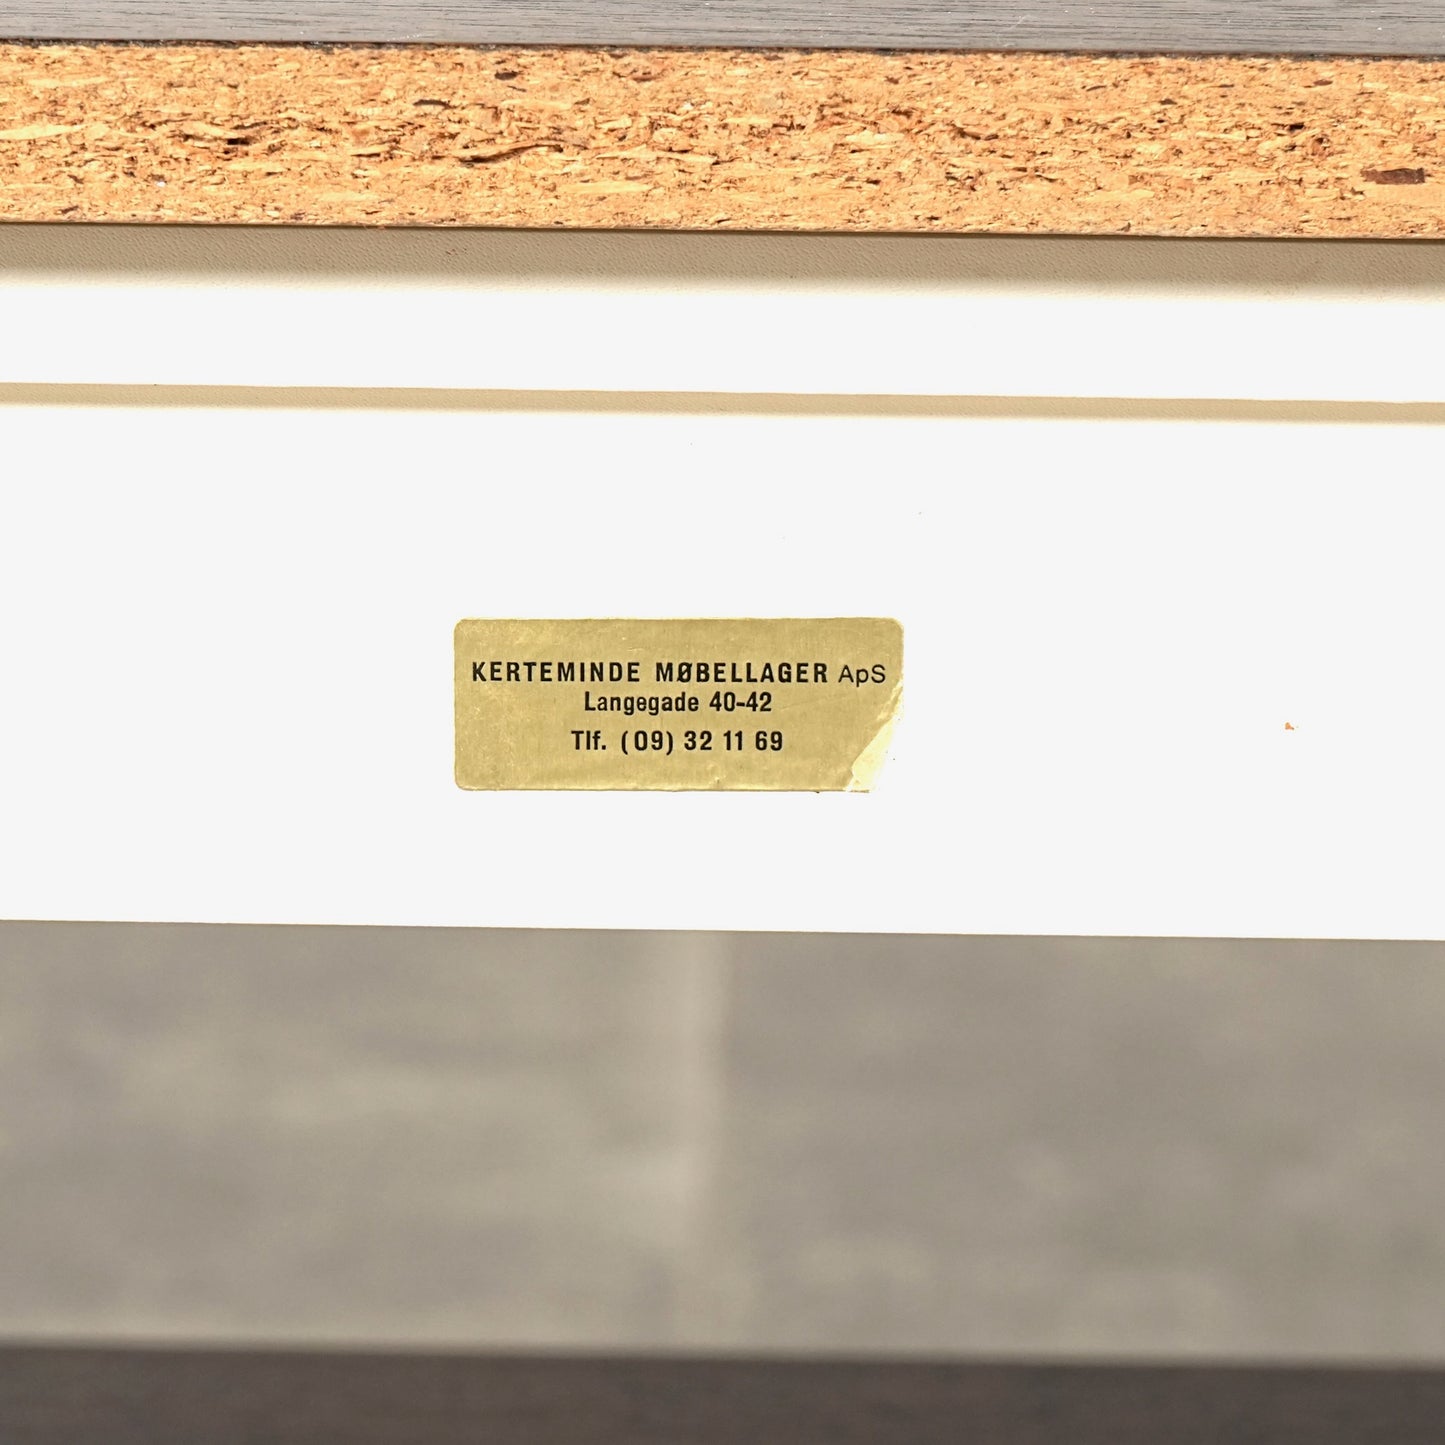 KERTEMINDE MØBELLAGER ApS
Langegade 40-42
Tlf. (09) 32 11 69